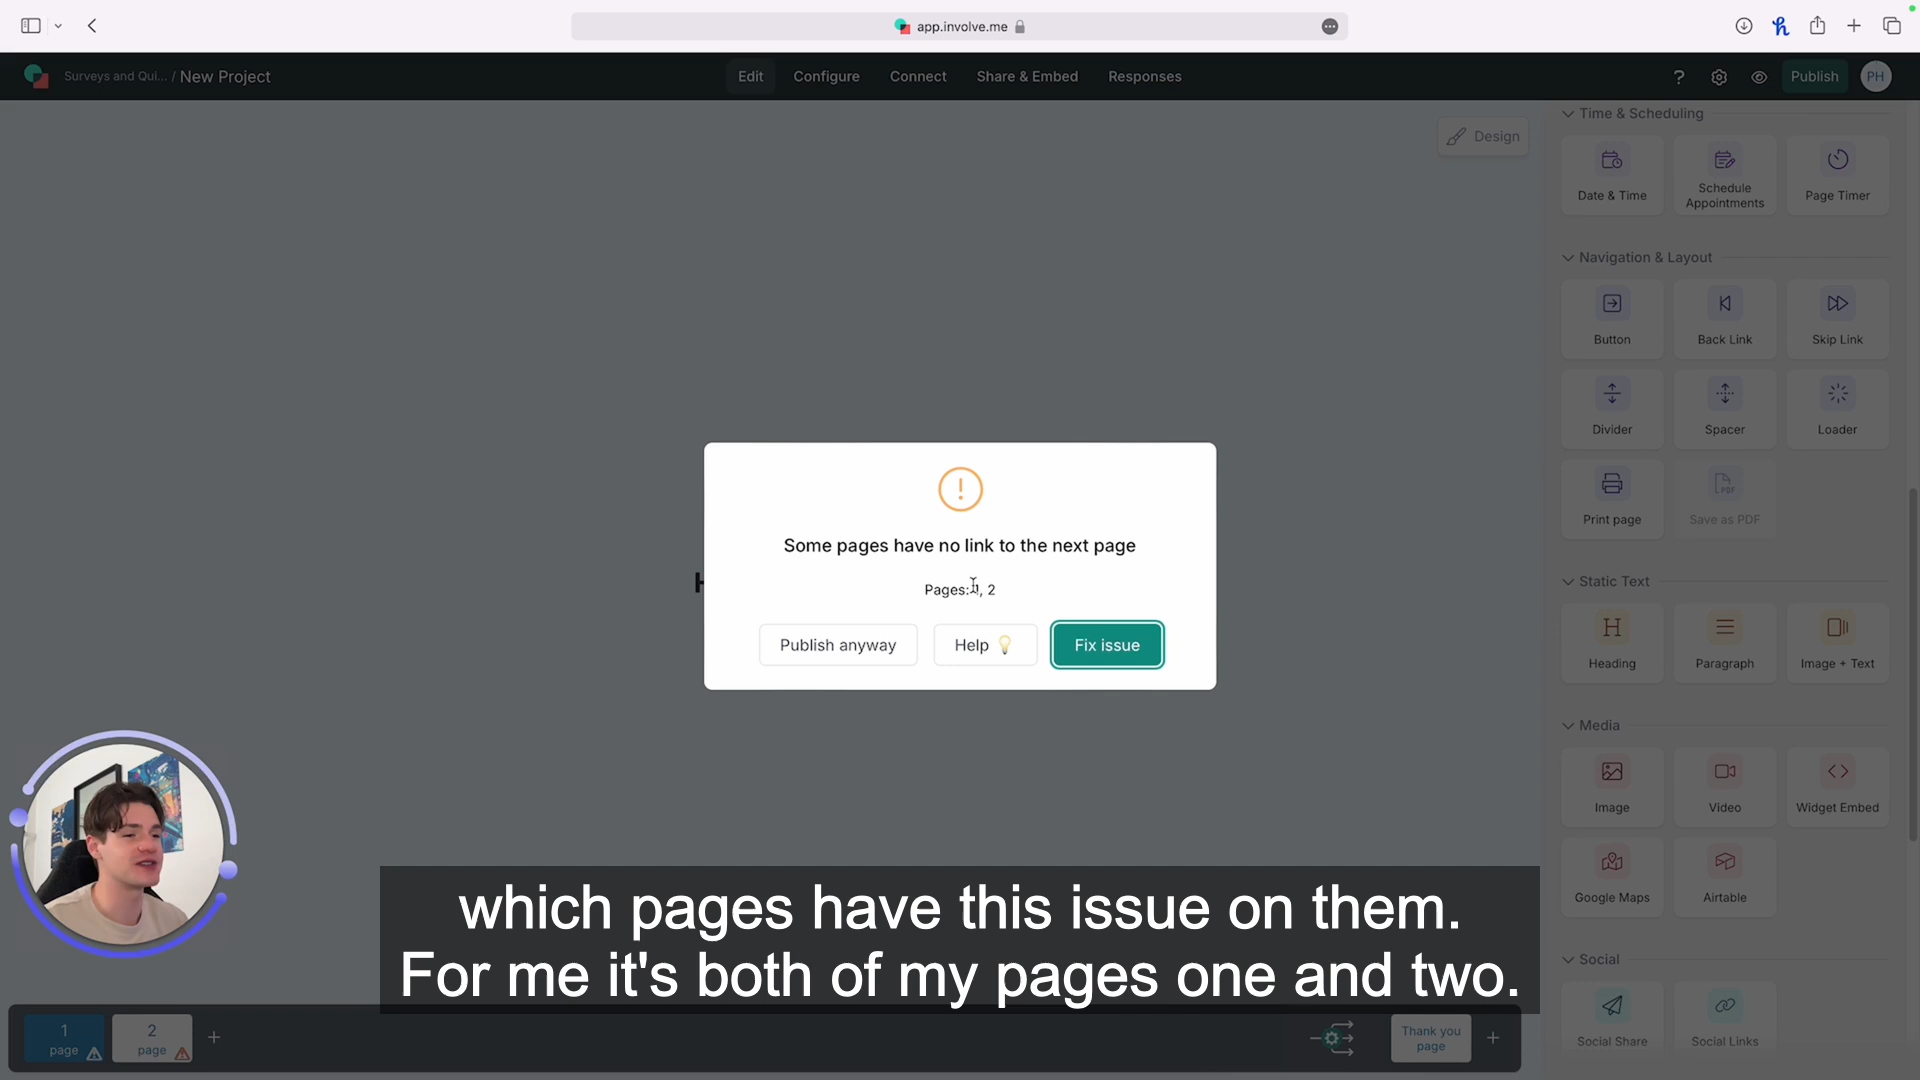 app.involve.me
Surveys and Qui... / New Project
Edit
Configure
Connect
Share & Embed
Responses
?
Publish
PH
Design
Time & Scheduling
Date & Time
Schedule
Appointments
Page Timer
Navigation & Layout
Button
Back Link
Skip Link
Divider
Spacer
Loader
Print page
Save as PDF
Static Text
Heading
Paragraph
Image + Text
Media
Image
Video
Widget Embed
Google Maps
Airtable
Social
Social Share
Social Links
Some pages have no link to the next page
Pages: 1, 2
Publish anyway
Help
Fix issue
which pages have this issue on them.
For me it's both of my pages one and two.
1
page
2
page
Thank you
page